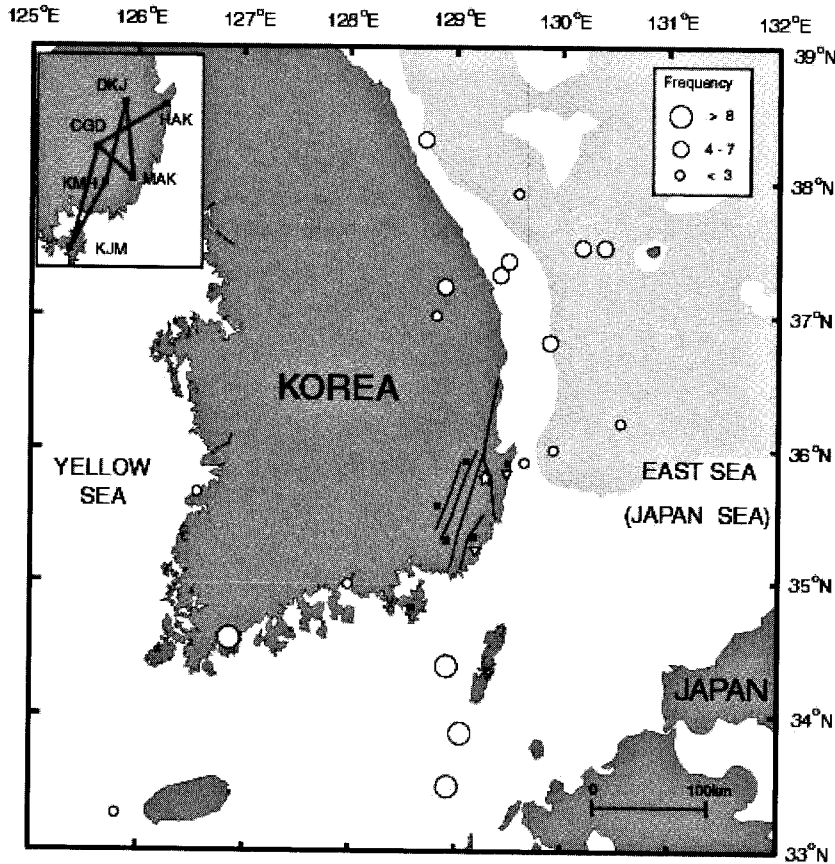 125°E 126°E 127°E 128°E 129°E 130°E 131°E 132°E
39°N
DKJ
HAK
CGD
KMH
MAK
KJM
Frequency
> 8
4 - 7
< 3
38°N
37°N
KOREA
36°N
YELLOW
SEA
EAST SEA
(JAPAN SEA)
35°N
34°N
JAPAN
0 100km
33°N